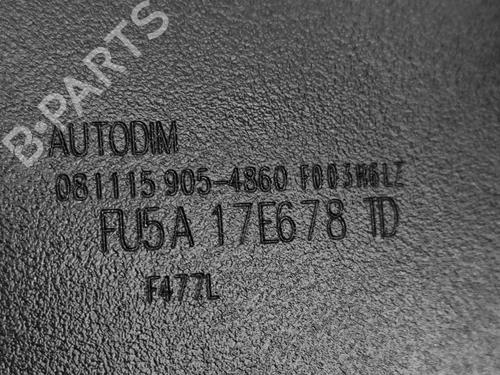 B-PARTS
AUTODIM
081115 905-4860 F003H6LZ
FU5A 17E678 TD
F477L